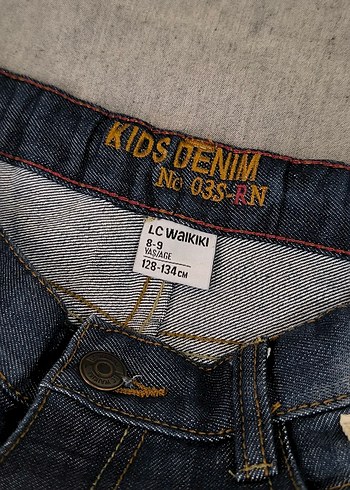 KIDS DENIM
No 03S-RN
LC WAIKIKI
8-9
YAŞ/AGE
128-134 CM